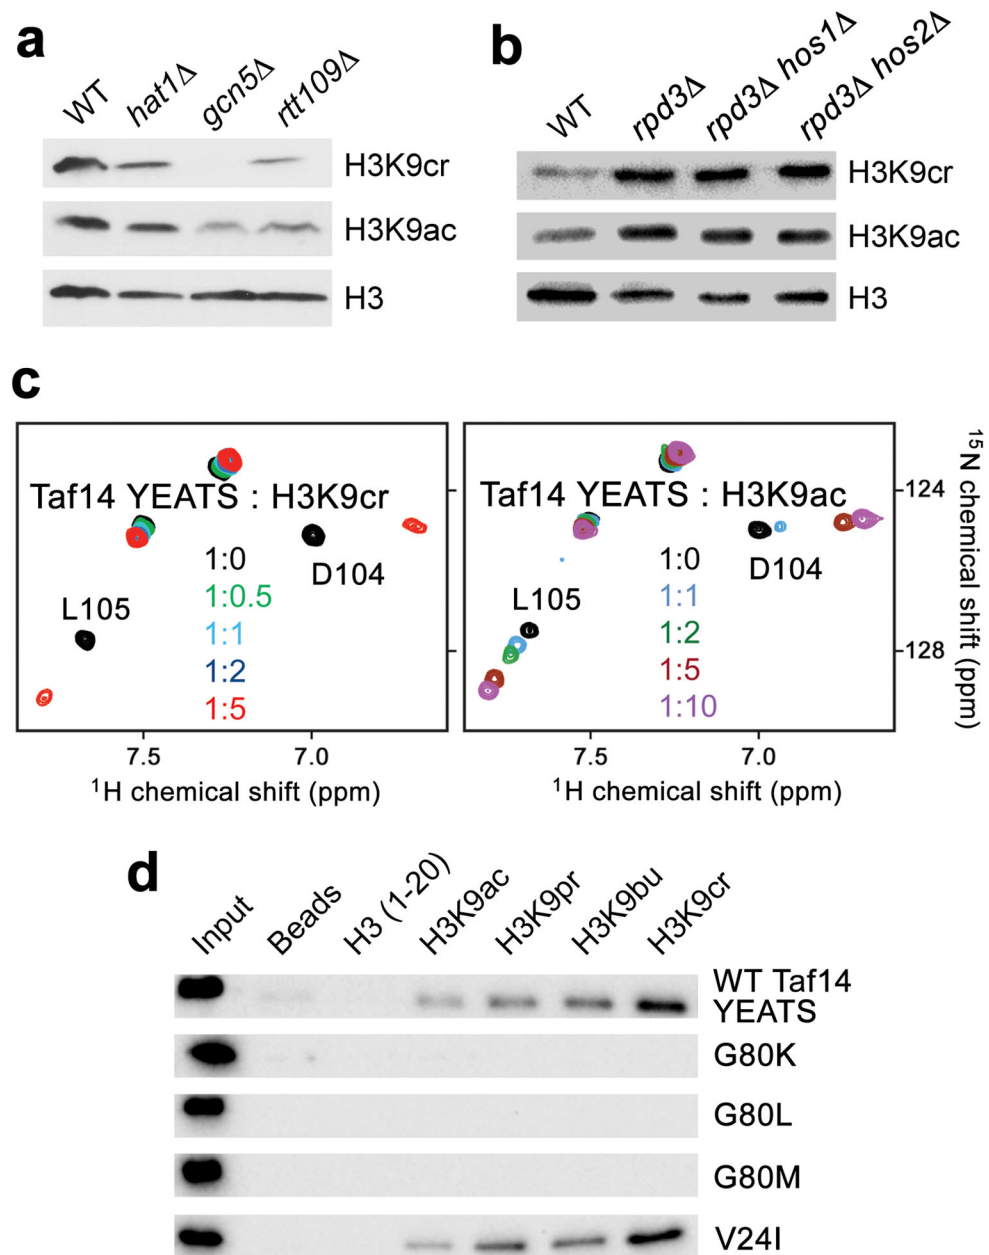 a
WT hat1Δ gcn5Δ rtt109Δ
H3K9cr
H3K9ac
H3
b
WT rpd3Δ rpd3Δ hos1Δ rpd3Δ hos2Δ
H3K9cr
H3K9ac
H3
c
Taf14 YEATS : H3K9cr
1:0
1:0.5
1:1
1:2
1:5
D104
L105
7.5 7.0
¹H chemical shift (ppm)
Taf14 YEATS : H3K9ac
1:0
1:1
1:2
1:5
1:10
D104
L105
7.5 7.0
¹H chemical shift (ppm)
124
128
¹⁵N chemical shift (ppm)
d
Input Beads H3 (1-20) H3K9ac H3K9pr H3K9bu H3K9cr
WT Taf14
YEATS
G80K
G80L
G80M
V24I